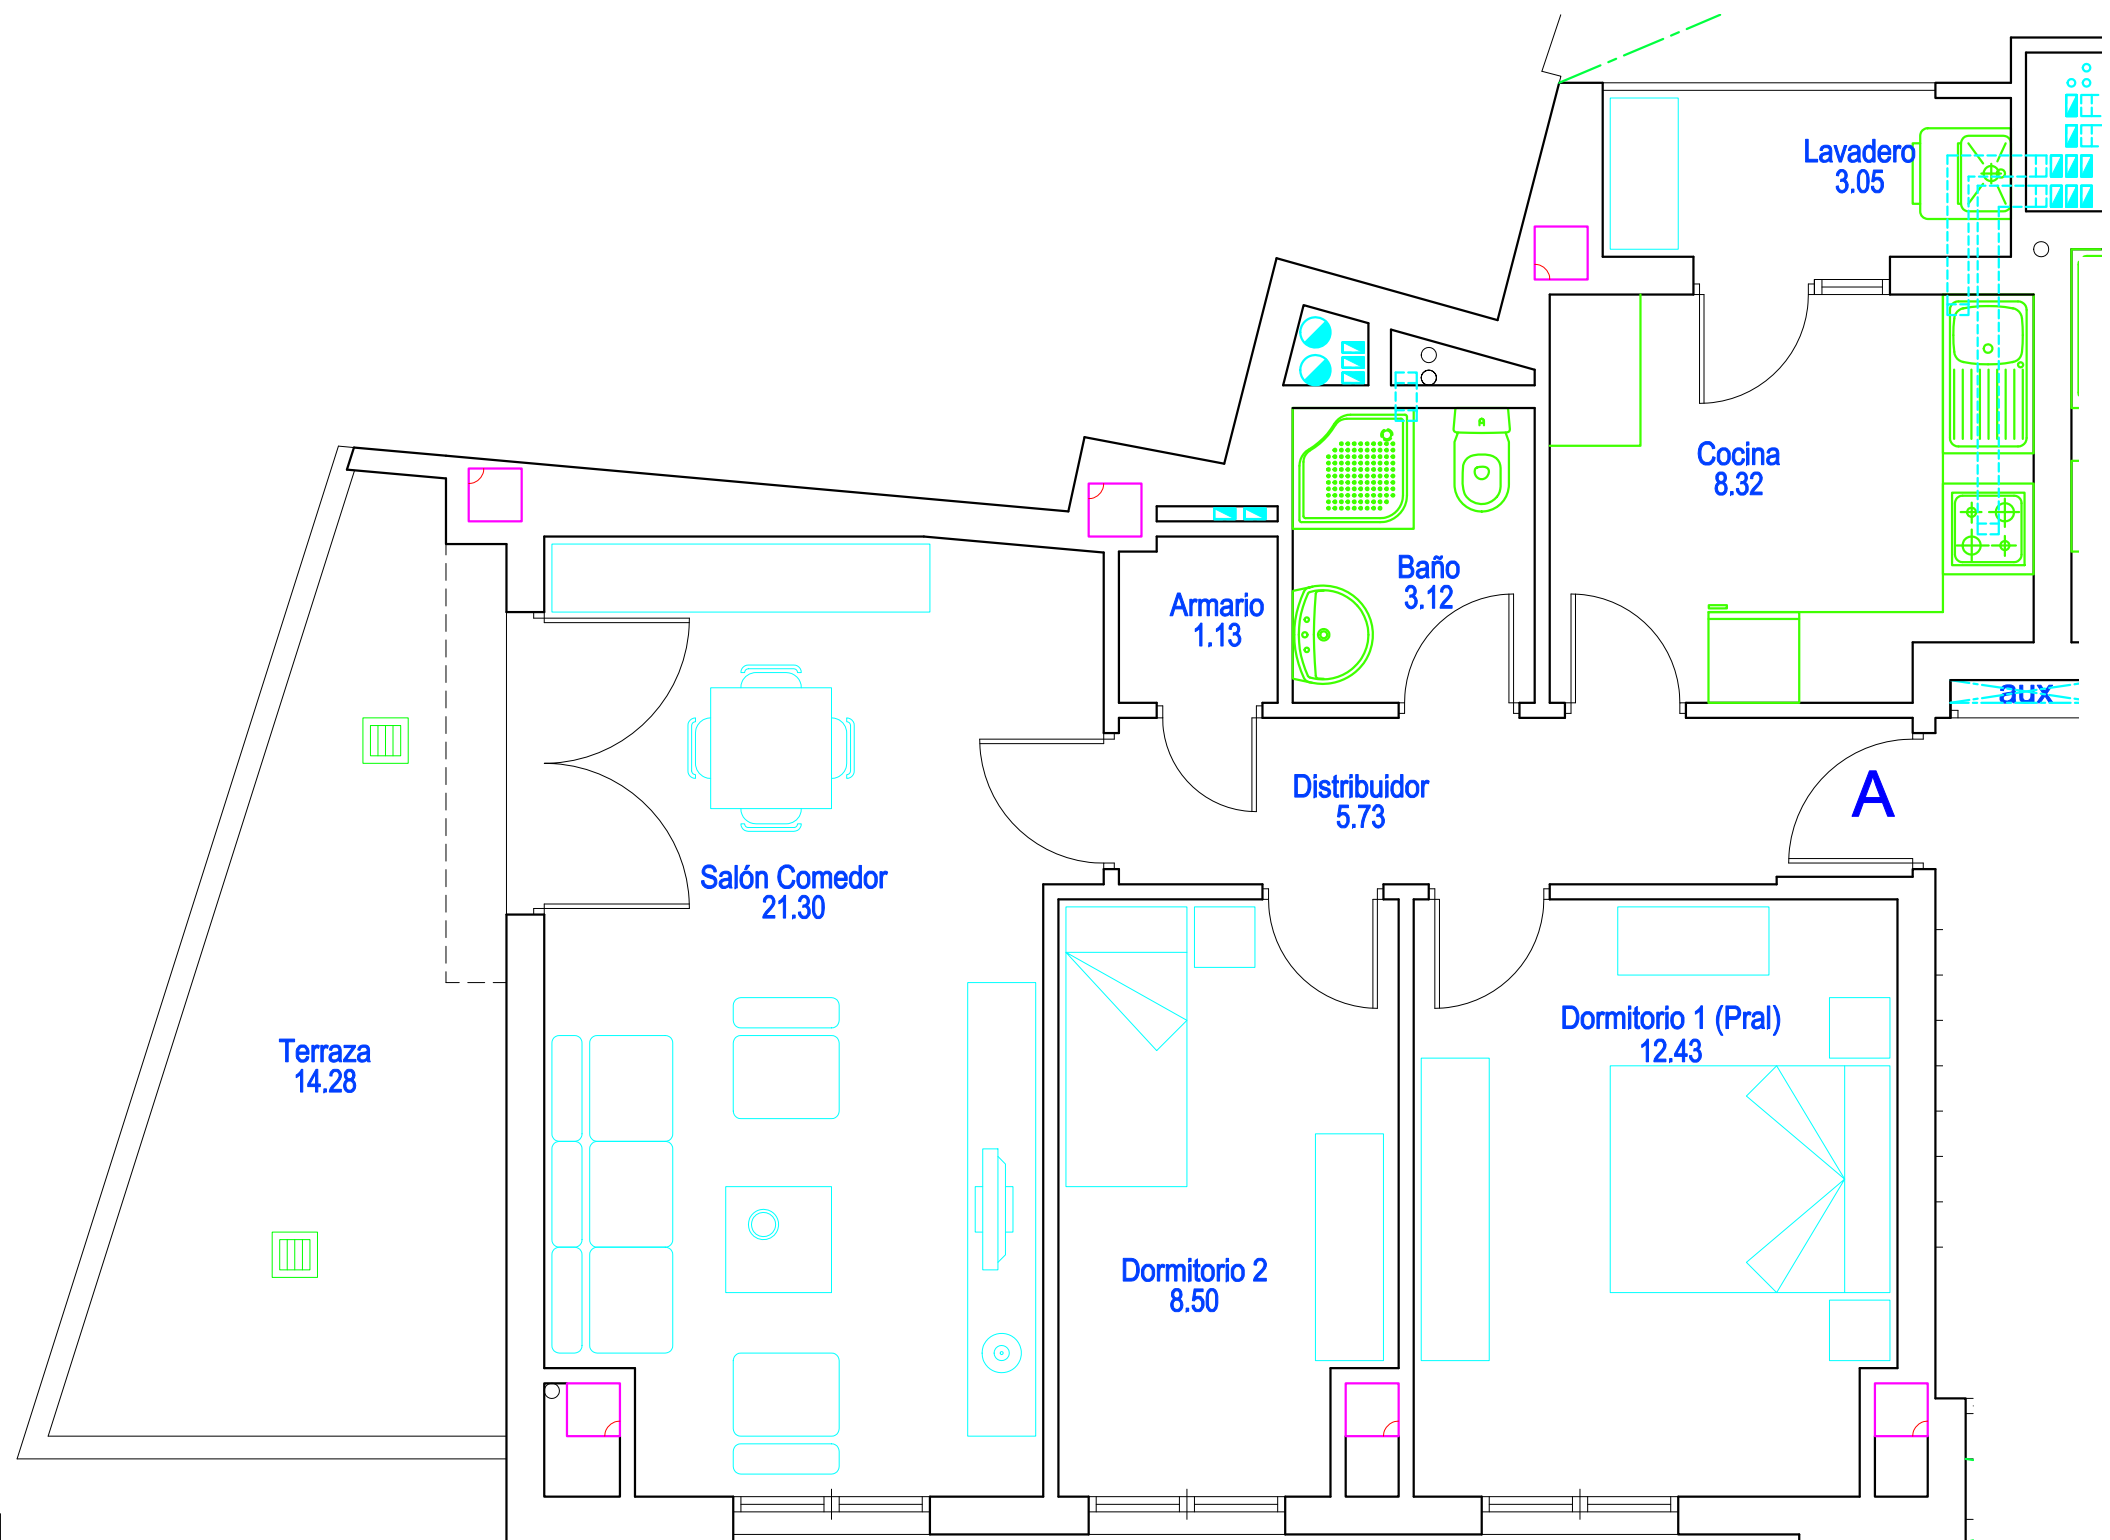 Lavadero
3.05
Cocina
8.32
Baño
3.12
Armario
1.13
aux
Distribuidor
5.73
A
Salón Comedor
21.30
Dormitorio 1 (Pral)
12.43
Terraza
14.28
Dormitorio 2
8.50